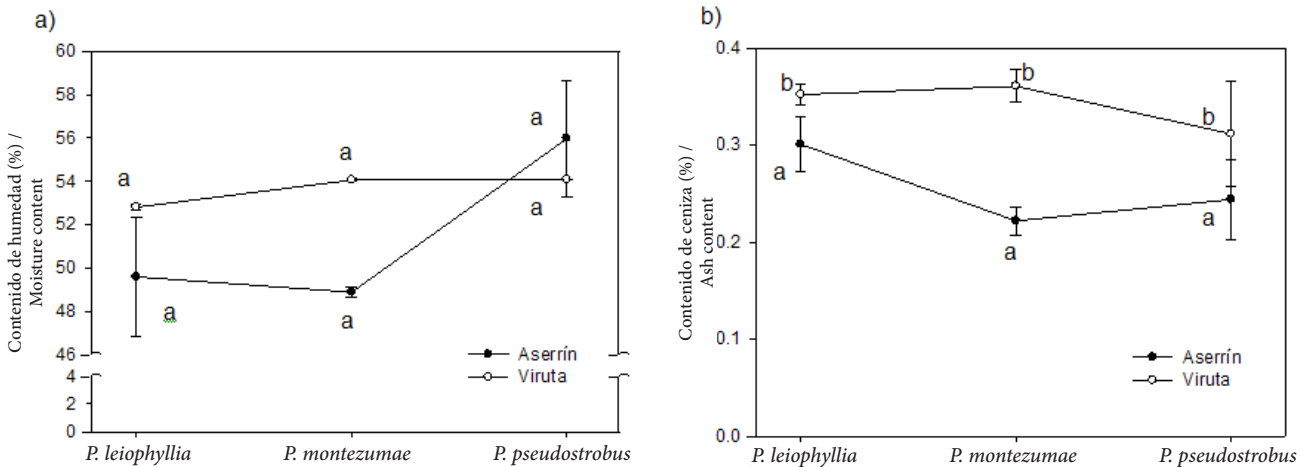 a)
Contenido de humedad (%) /
Moisture content
60
58
56
54
52
50
48
46
4
2
0
a
a
a
a
a
a
Aserrín
Viruta
P. leiophyllia
P. montezumae
P. pseudostrobus
b)
Contenido de ceniza (%) /
Ash content
0.4
0.3
0.2
0.1
0.0
b
b
b
a
a
a
Aserrín
Viruta
P. leiophyllia
P. montezumae
P. pseudostrobus